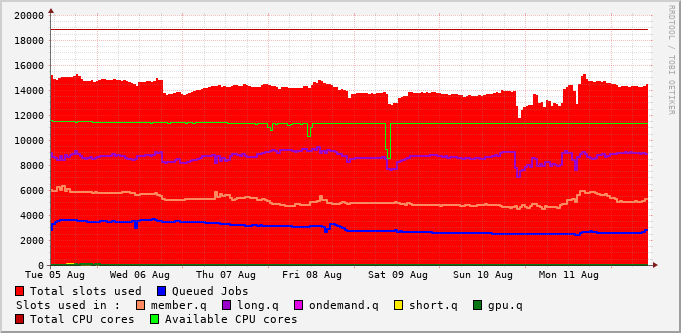 20000
18000
16000
14000
12000
10000
8000
6000
4000
2000
0
Tue 05 Aug Wed 06 Aug Thu 07 Aug Fri 08 Aug Sat 09 Aug Sun 10 Aug Mon 11 Aug
Total slots used Queued Jobs
Slots used in : member.q long.q ondemand.q short.q gpu.q
Total CPU cores Available CPU cores
RRDTOOL / TOBI OETIKER